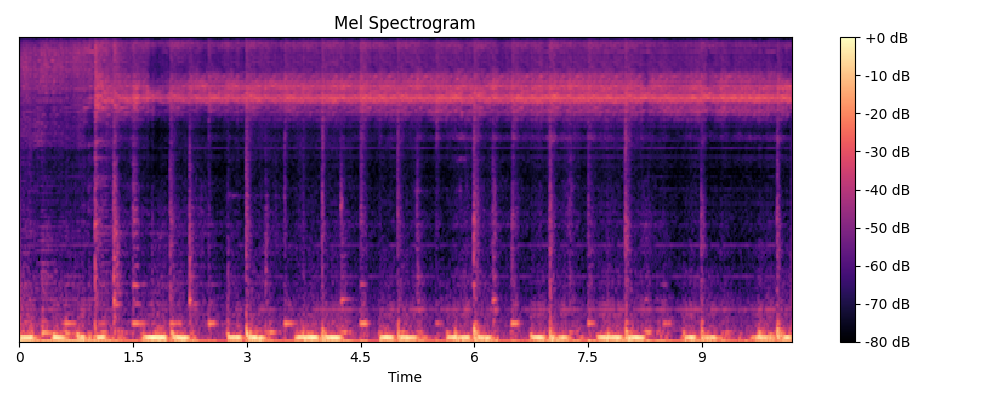 Mel Spectrogram
+0 dB
-10 dB
-20 dB
-30 dB
-40 dB
-50 dB
-60 dB
-70 dB
-80 dB
0 1.5 3 4.5 6 7.5 9
Time